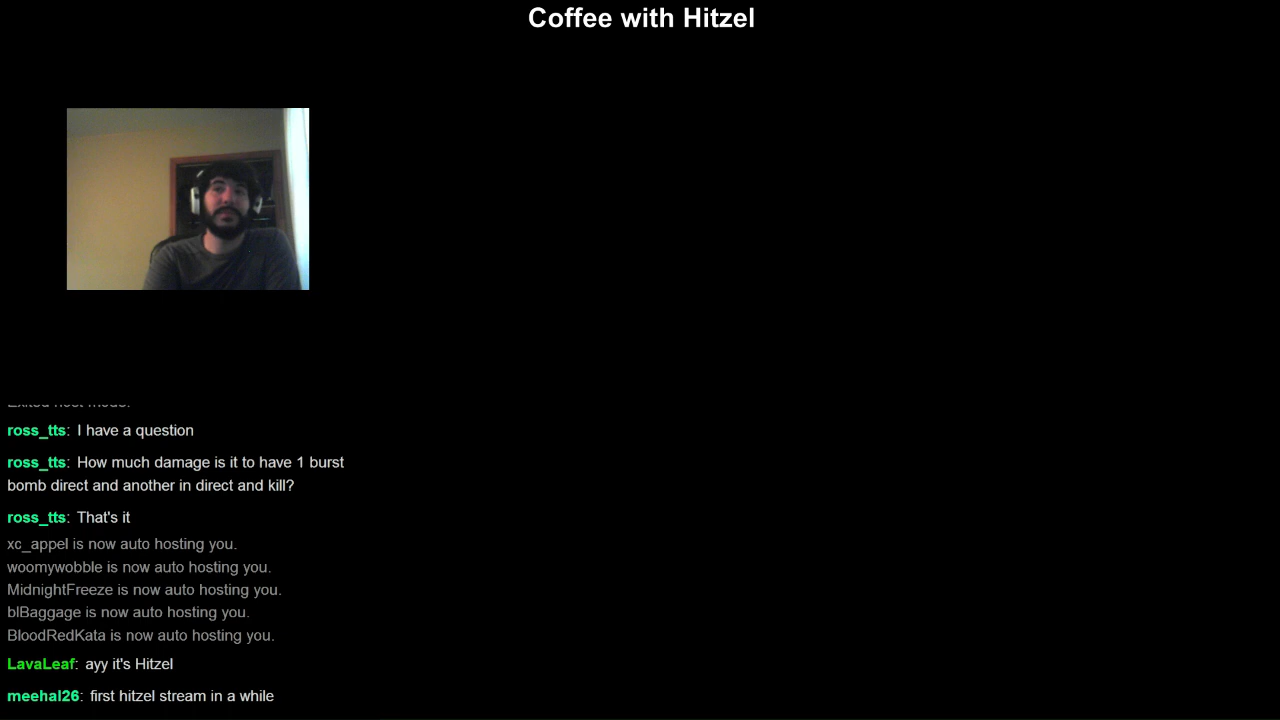 Coffee with Hitzel
Exited host mode.
ross_tts: I have a question
ross_tts: How much damage is it to have 1 burst
bomb direct and another in direct and kill?
ross_tts: That's it
xc_appel is now auto hosting you.
woomywobble is now auto hosting you.
MidnightFreeze is now auto hosting you.
blBaggage is now auto hosting you.
BloodRedKata is now auto hosting you.
LavaLeaf: ayy it's Hitzel
meehal26: first hitzel stream in a while